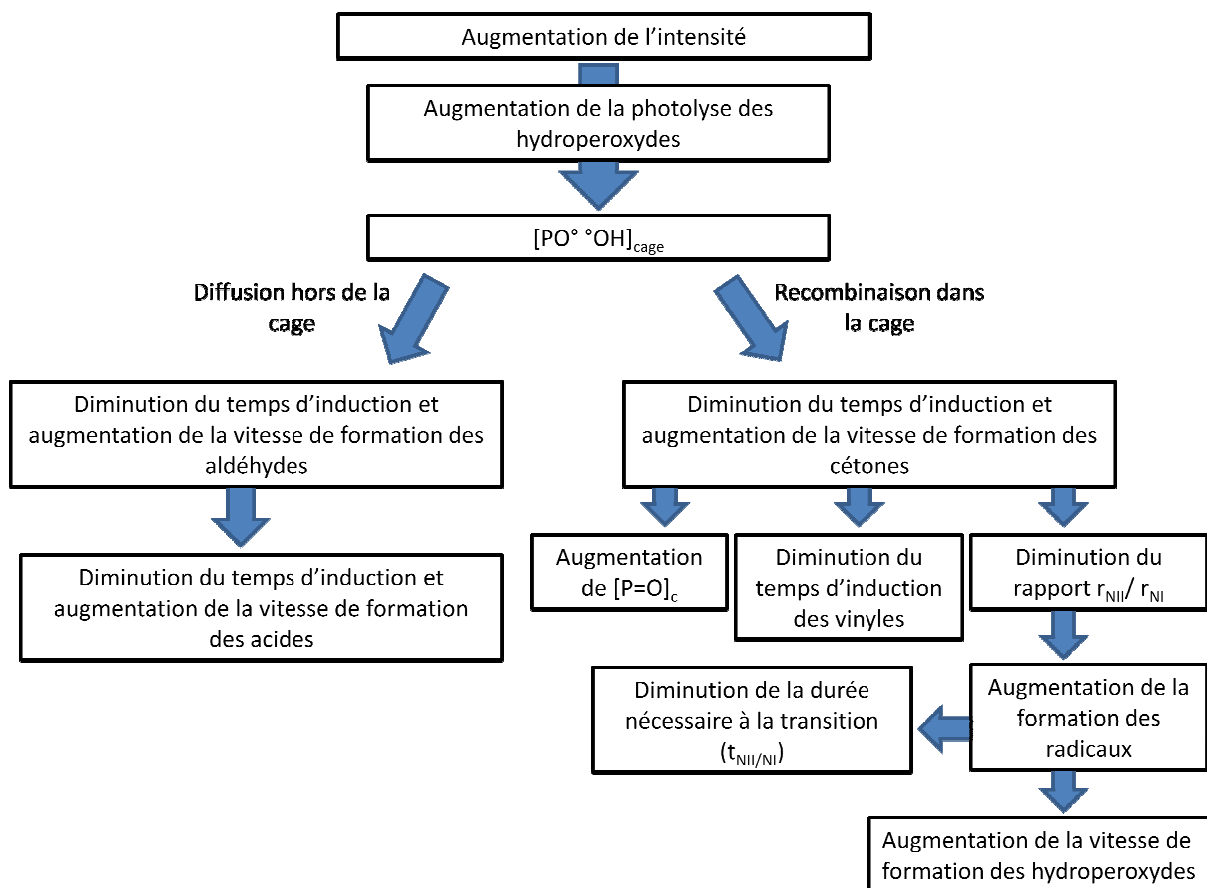 Augmentation de l’intensité
Augmentation de la photolyse des
hydroperoxydes
[PO° °OH]cage
Diffusion hors de la
cage
Recombinaison dans
la cage
Diminution du temps d’induction et
augmentation de la vitesse de formation des
aldéhydes
Diminution du temps d’induction et
augmentation de la vitesse de formation des
cétones
Diminution du temps d’induction et
augmentation de la vitesse de formation
des acides
Augmentation
de [P=O]c
Diminution du
temps d’induction
des vinyles
Diminution du
rapport rNII/ rNI
Diminution de la durée
nécessaire à la transition
(tNII/NI)
Augmentation de la
formation des
radicaux
Augmentation de la vitesse de
formation des hydroperoxydes